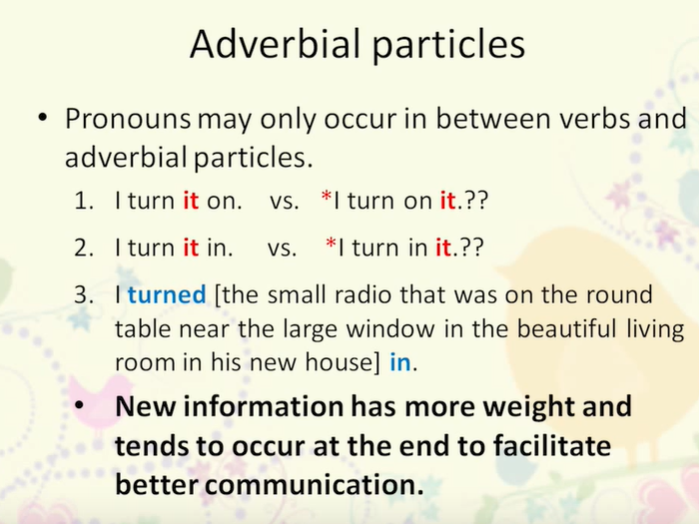 Adverbial particles
• Pronouns may only occur in between verbs and
adverbial particles.
1. I turn it on. vs. *I turn on it.??
2. I turn it in. vs. *I turn in it.??
3. I turned [the small radio that was on the round
table near the large window in the beautiful living
room in his new house] in.
• New information has more weight and
tends to occur at the end to facilitate
better communication.